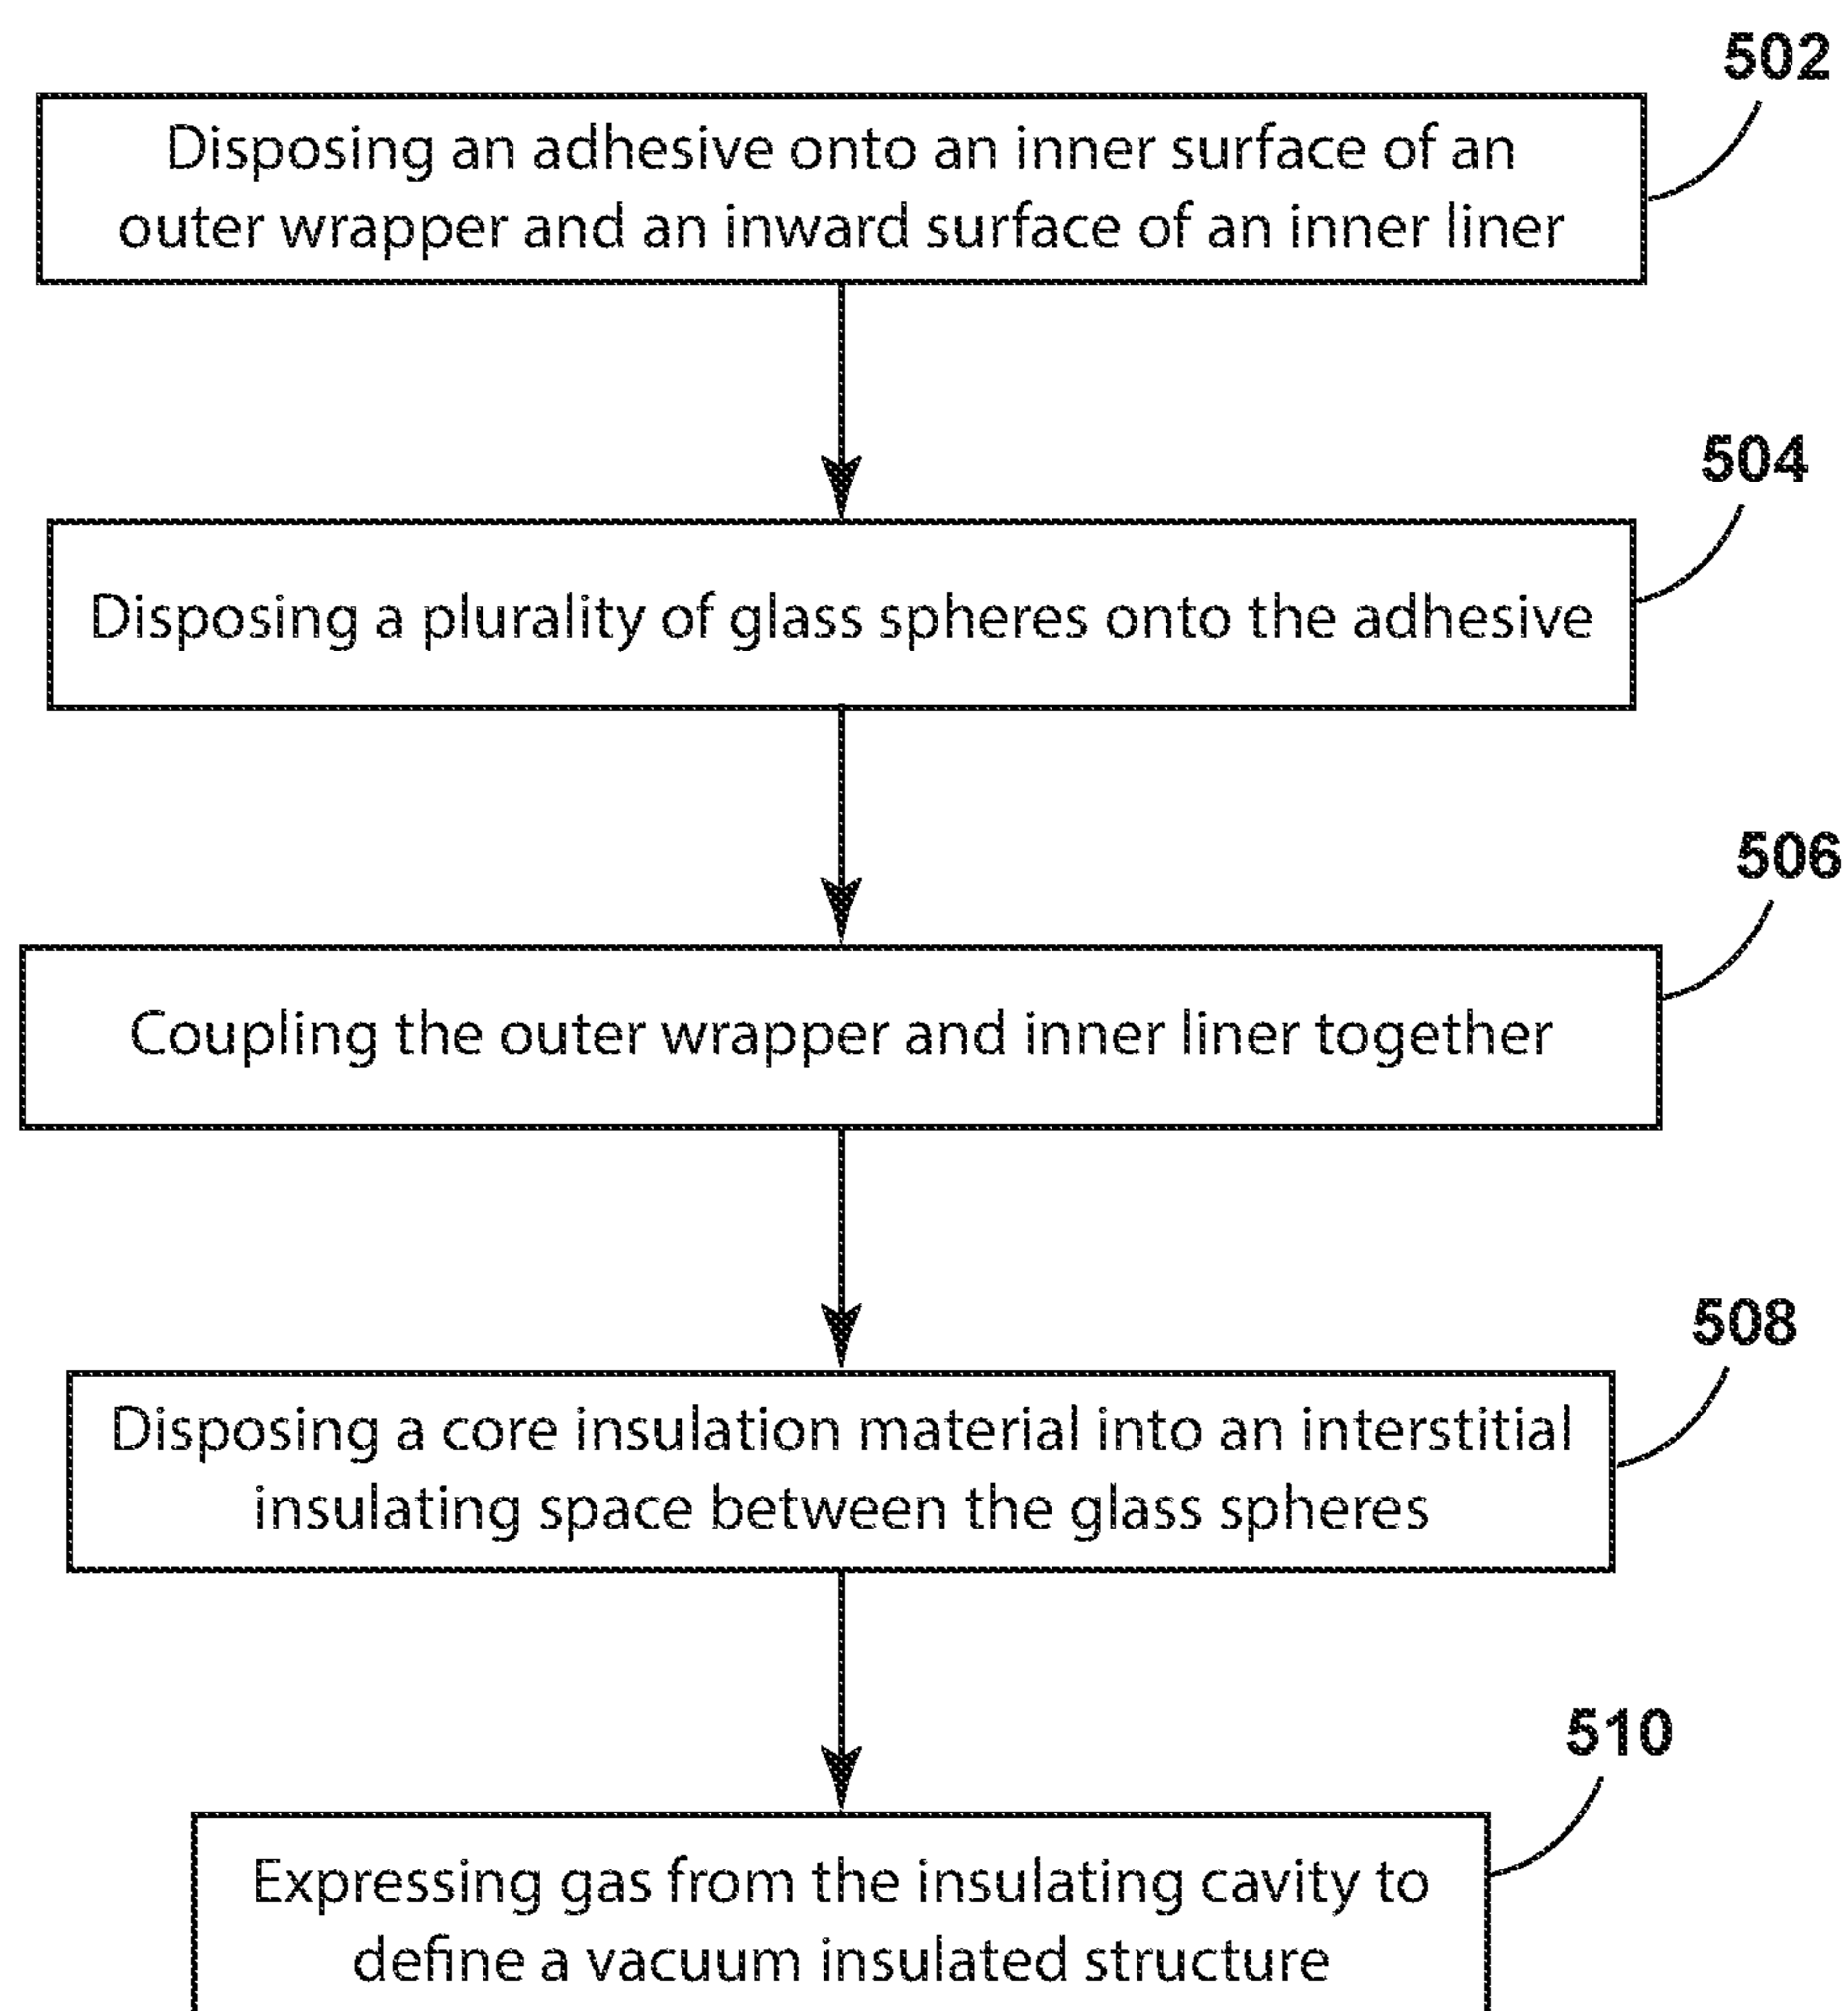 502
Disposing an adhesive onto an inner surface of an
outer wrapper and an inward surface of an inner liner
504
Disposing a plurality of glass spheres onto the adhesive
506
Coupling the outer wrapper and inner liner together
508
Disposing a core insulation material into an interstitial
insulating space between the glass spheres
510
Expressing gas from the insulating cavity to
define a vacuum insulated structure